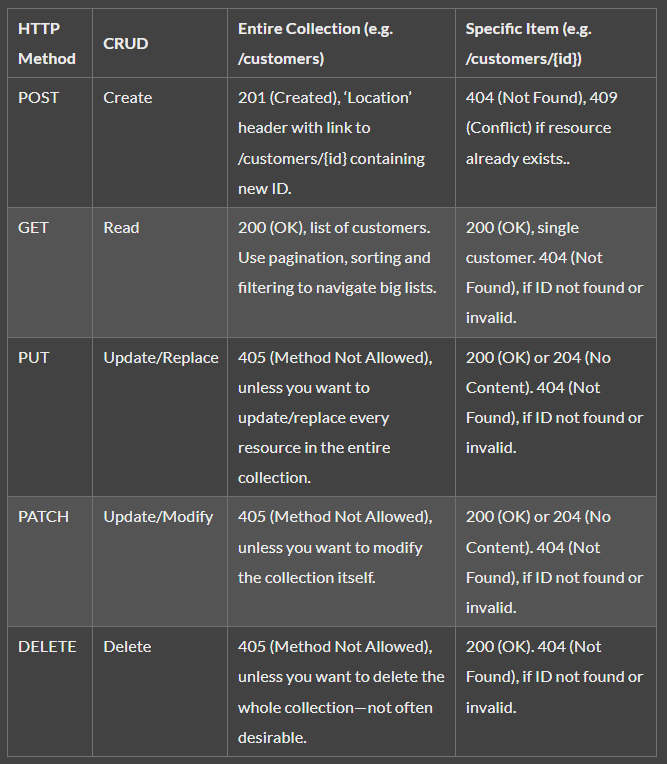 HTTP Method
CRUD
Entire Collection (e.g. /customers)
Specific Item (e.g. /customers/{id})
POST
Create
201 (Created), ‘Location’
header with link to
/customers/{id} containing
new ID.
404 (Not Found), 409
(Conflict) if resource
already exists..
GET
Read
200 (OK), list of customers.
Use pagination, sorting and
filtering to navigate big lists.
200 (OK), single
customer. 404 (Not
Found), if ID not found or
invalid.
PUT
Update/Replace
405 (Method Not Allowed),
unless you want to
update/replace every
resource in the entire
collection.
200 (OK) or 204 (No
Content). 404 (Not
Found), if ID not found or
invalid.
PATCH
Update/Modify
405 (Method Not Allowed),
unless you want to modify
the collection itself.
200 (OK) or 204 (No
Content). 404 (Not
Found), if ID not found or
invalid.
DELETE
Delete
405 (Method Not Allowed),
unless you want to delete the
whole collection—not often
desirable.
200 (OK). 404 (Not
Found), if ID not found or
invalid.